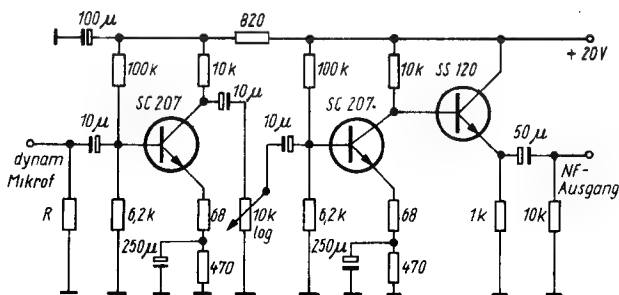 100µ
820
+ 20V
100k
10k
100k
10k
SS 120
SC 207
10µ
SC 207
10µ
10µ
50µ
dynam
Mikrof
NF-
Ausgang
R
6,2k
68
10k
log
6,2k
68
1k
10k
250µ
470
250µ
470